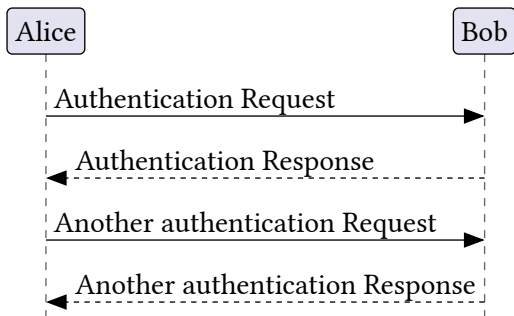 Alice
Bob
Authentication Request
Authentication Response
Another authentication Request
Another authentication Response